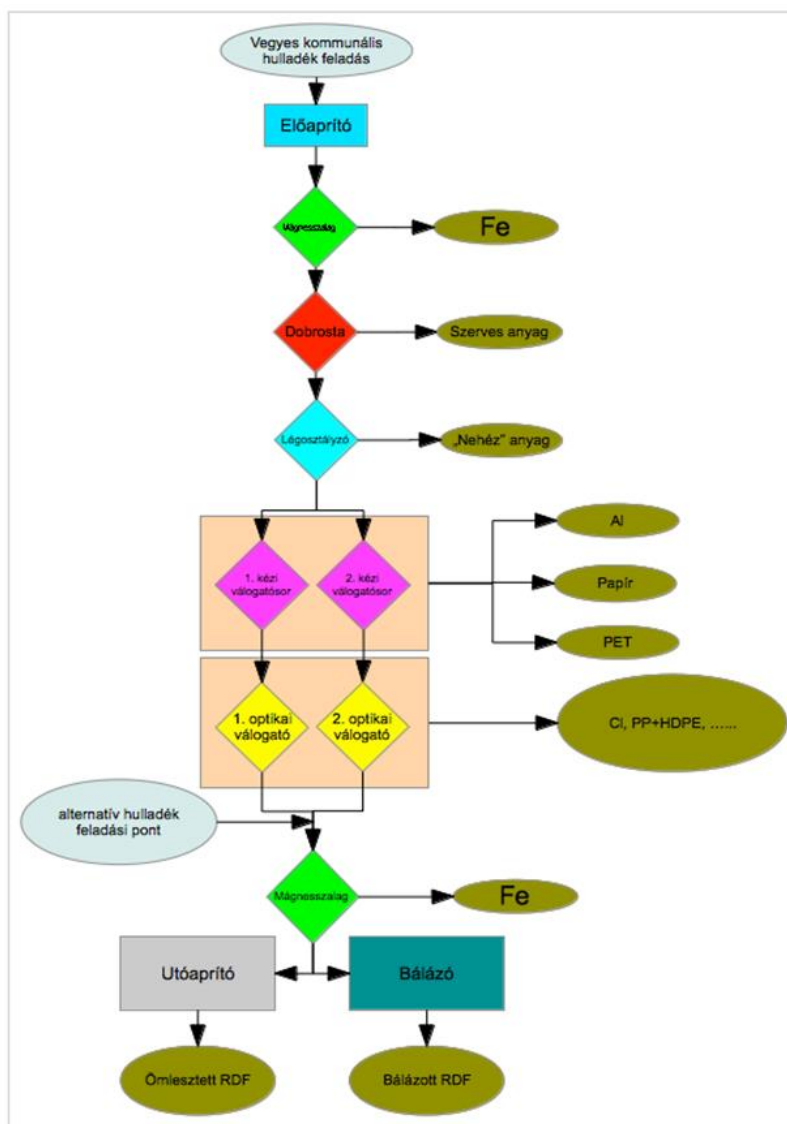 Vegyes kommunális
hulladék feladás
Előaprító
Fe
Dobrosta
Szerves anyag
Légosztályzó
„Nehéz” anyag
Al
1. kézi
válogatósor
2. kézi
válogatósor
Papír
PET
1. optikai
válogató
2. optikai
válogató
Cl, PP+HDPE, ......
alternatív hulladék
feladási pont
Mágnesszalag
Fe
Utóaprító
Bálázó
Ömlesztett RDF
Bálázott RDF